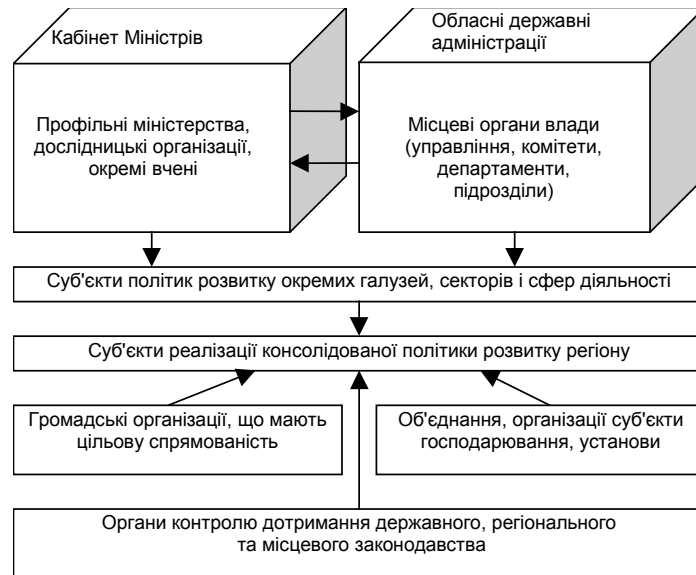 Кабінет Міністрів
Обласні державні
адміністрації
Профільні міністерства,
дослідницькі організації,
окремі вчені
Місцеві органи влади
(управління, комітети,
департаменти,
підрозділи)
Суб'єкти політик розвитку окремих галузей, секторів і сфер діяльності
Суб'єкти реалізації консолідованої політики розвитку регіону
Громадські організації, що мають
цільову спрямованість
Об'єднання, організації суб'єкти
господарювання, установи
Органи контролю дотримання державного, регіонального
та місцевого законодавства